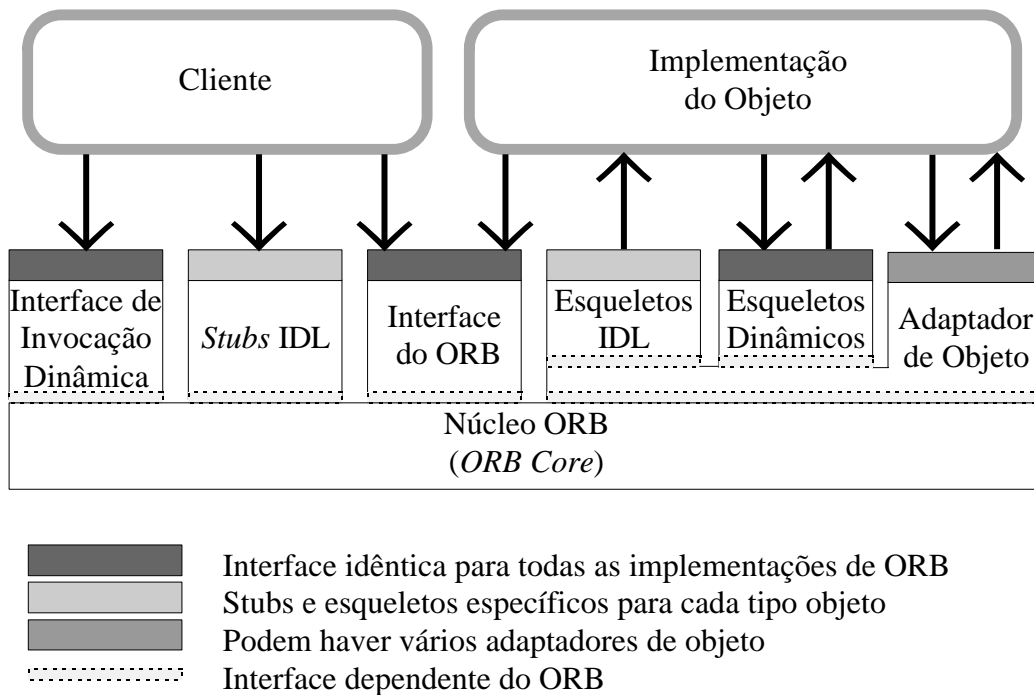 Cliente
Implementação
do Objeto
Interface de
Invocação
Dinâmica
Stubs IDL
Interface
do ORB
Esqueletos
IDL
Esqueletos
Dinâmicos
Adaptador
de Objeto
Núcleo ORB
(ORB Core)
Interface idêntica para todas as implementações de ORB
Stubs e esqueletos específicos para cada tipo objeto
Podem haver vários adaptadores de objeto
Interface dependente do ORB